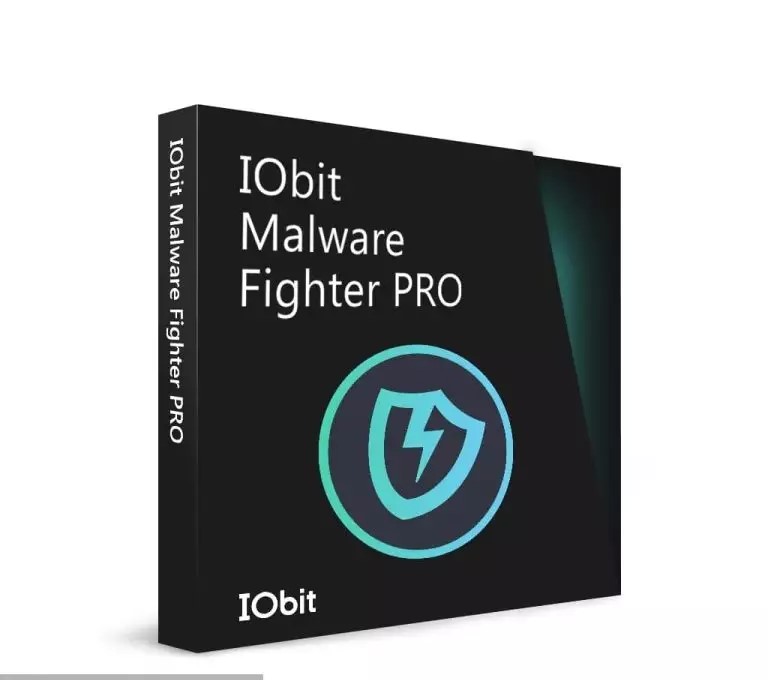 IObit Malware Fighter PRO
IObit
Malware
Fighter PRO
IObit